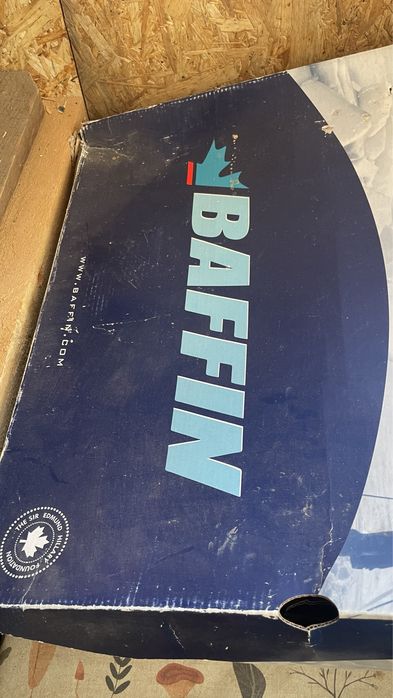 BAFFIN
WWW.BAFFIN.COM
THE SIR EDMUND HILLARY FOUNDATION